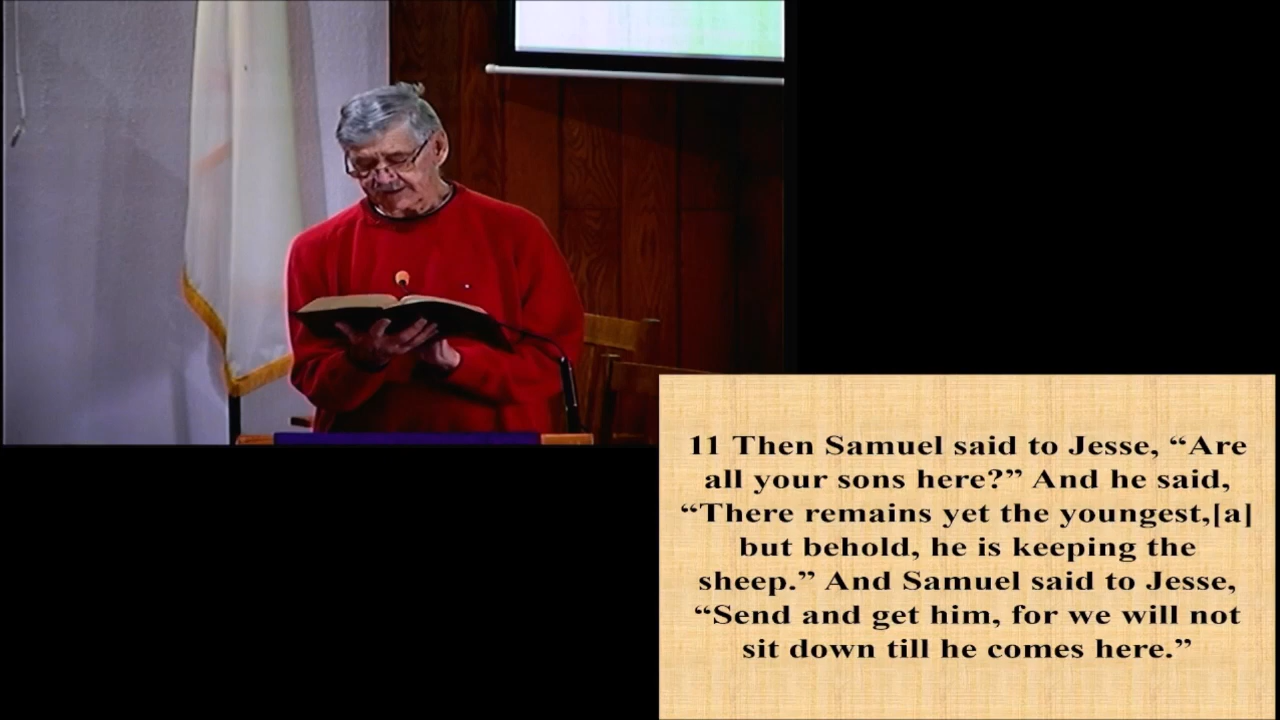 11 Then Samuel said to Jesse, “Are
all your sons here?” And he said,
“There remains yet the youngest,[a]
but behold, he is keeping the
sheep.” And Samuel said to Jesse,
“Send and get him, for we will not
sit down till he comes here.”